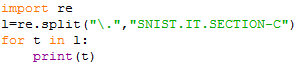 import re
l=re.split("\.","SNIST.IT.SECTION-C")
for t in l:
    print(t)